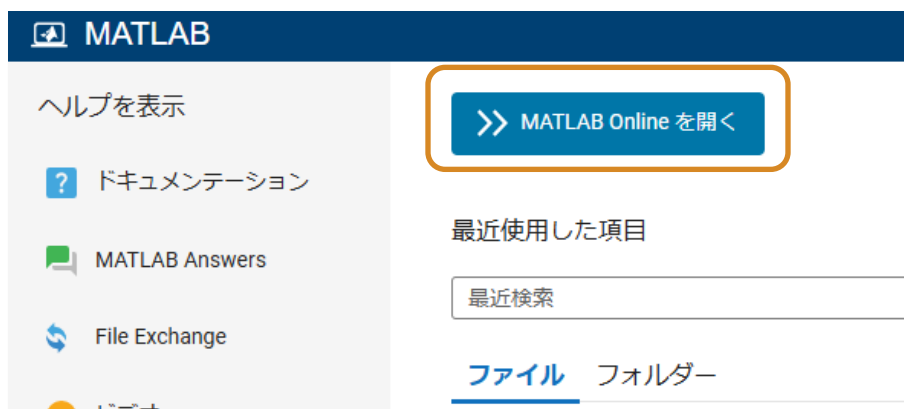 MATLAB
ヘルプを表示
ドキュメンテーション
MATLAB Answers
File Exchange
MATLAB Online を開く
最近使用した項目
最近検索
ファイル フォルダー